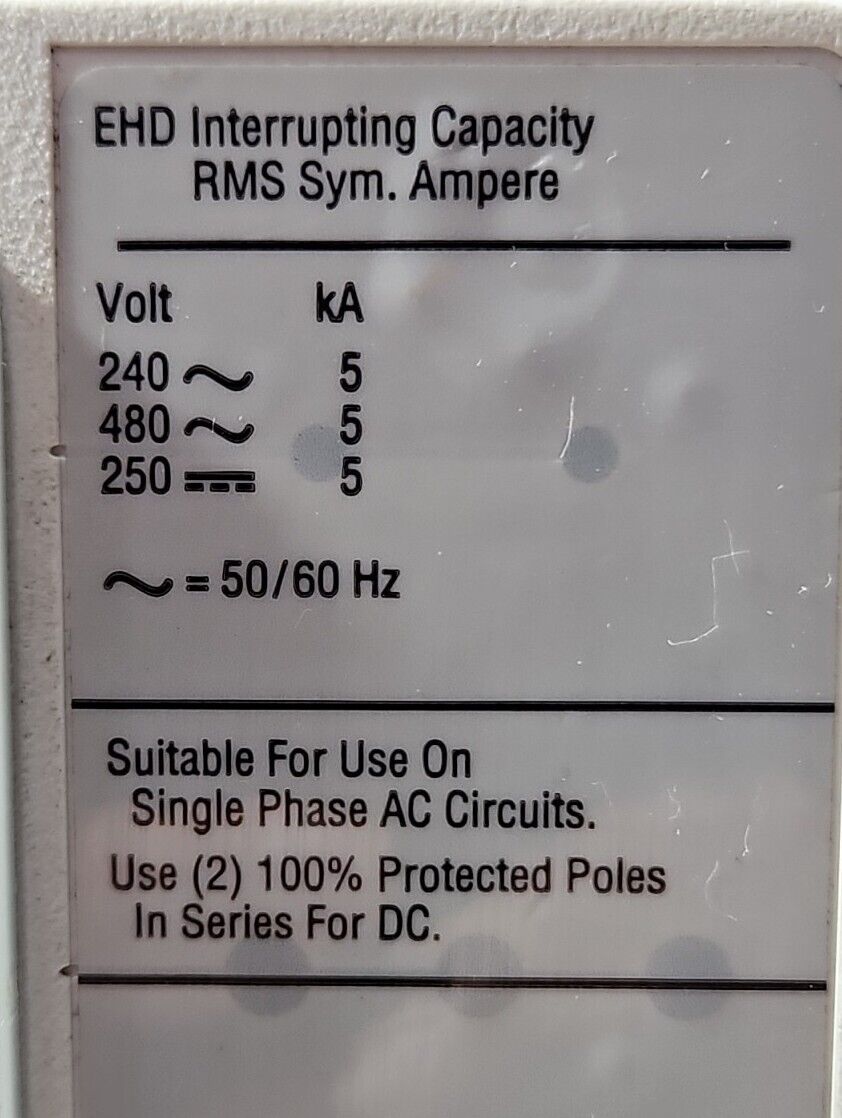 EHD Interrupting Capacity
RMS Sym. Ampere
Volt kA
240 ~ 5
480 ~ 5
250 ⎓ 5
~ = 50/60 Hz
Suitable For Use On
Single Phase AC Circuits.
Use (2) 100% Protected Poles
In Series For DC.